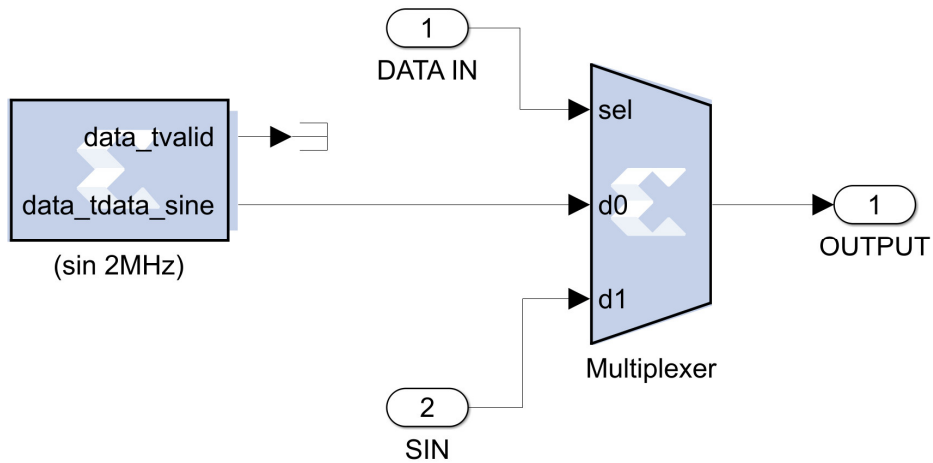 1
DATA IN
data_tvalid
data_tdata_sine
(sin 2MHz)
sel
d0
d1
Multiplexer
1
OUTPUT
2
SIN